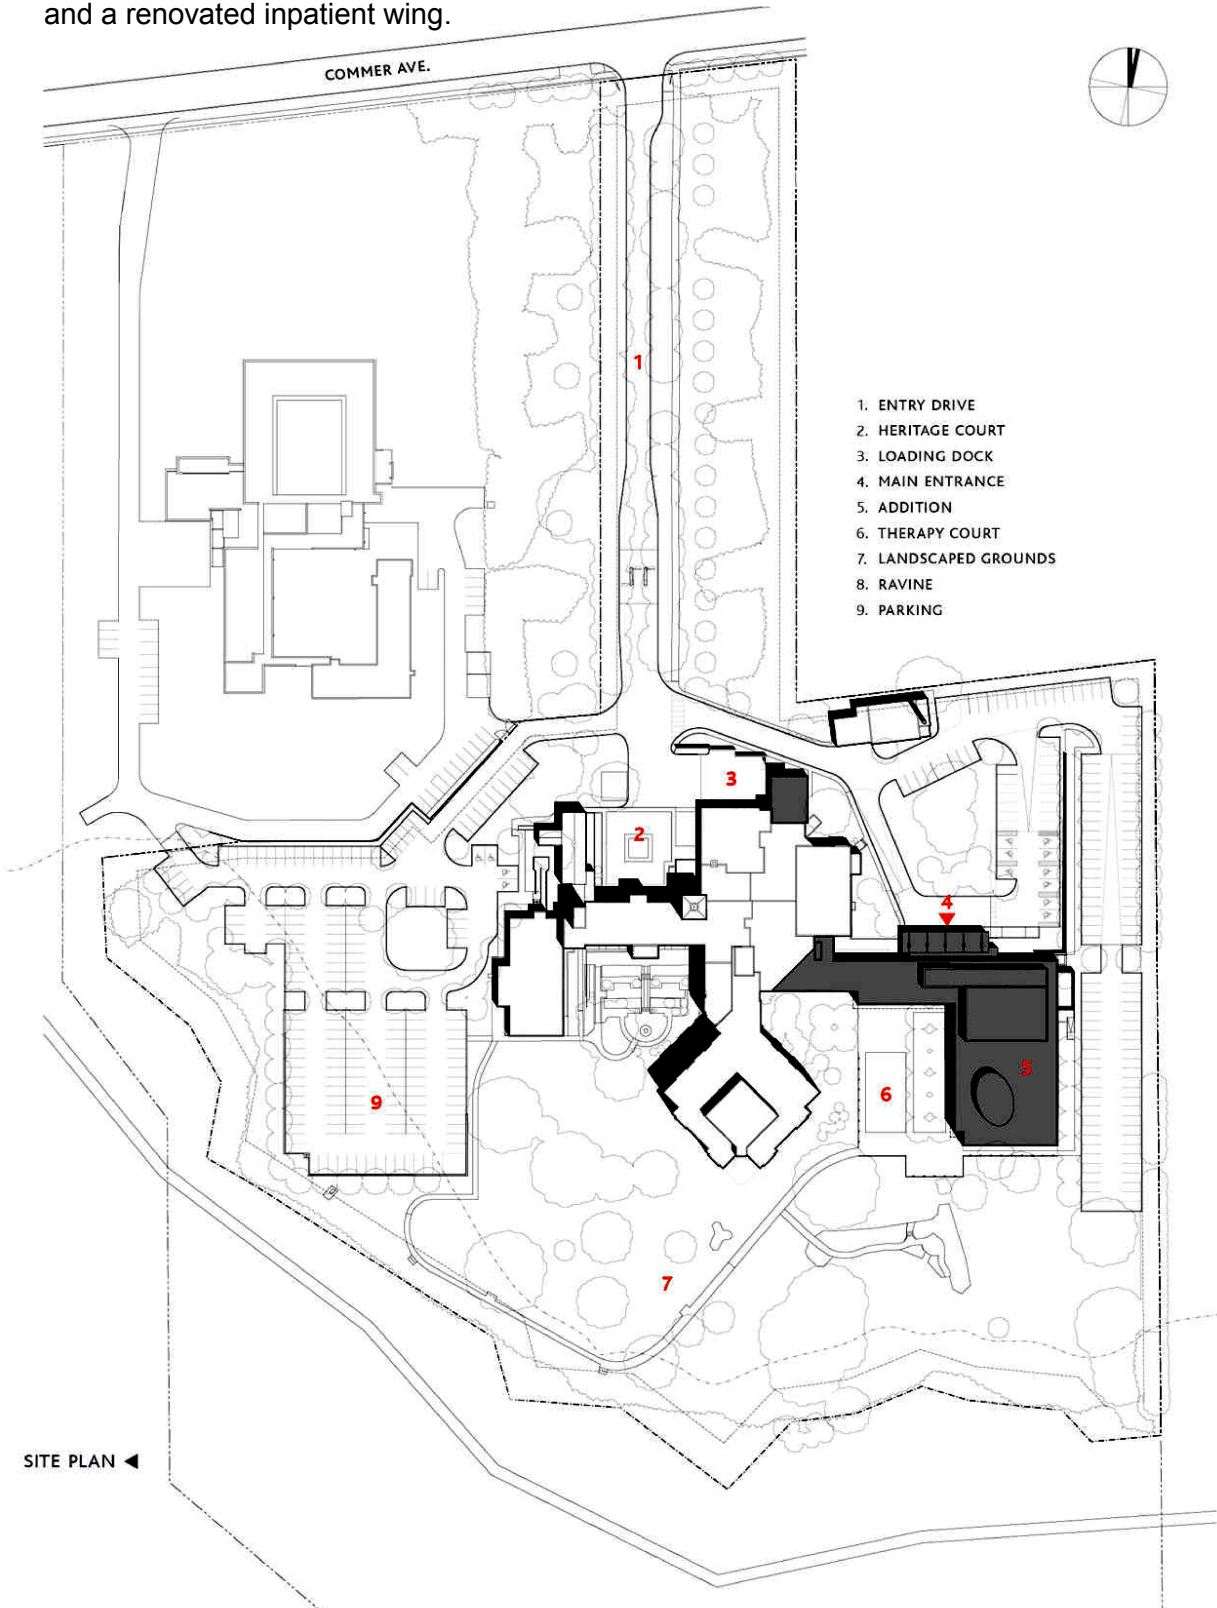 and a renovated inpatient wing.
COMMER AVE.
1
1. ENTRY DRIVE
2. HERITAGE COURT
3. LOADING DOCK
4. MAIN ENTRANCE
5. ADDITION
6. THERAPY COURT
7. LANDSCAPED GROUNDS
8. RAVINE
9. PARKING
3
2
4
5
6
9
7
SITE PLAN